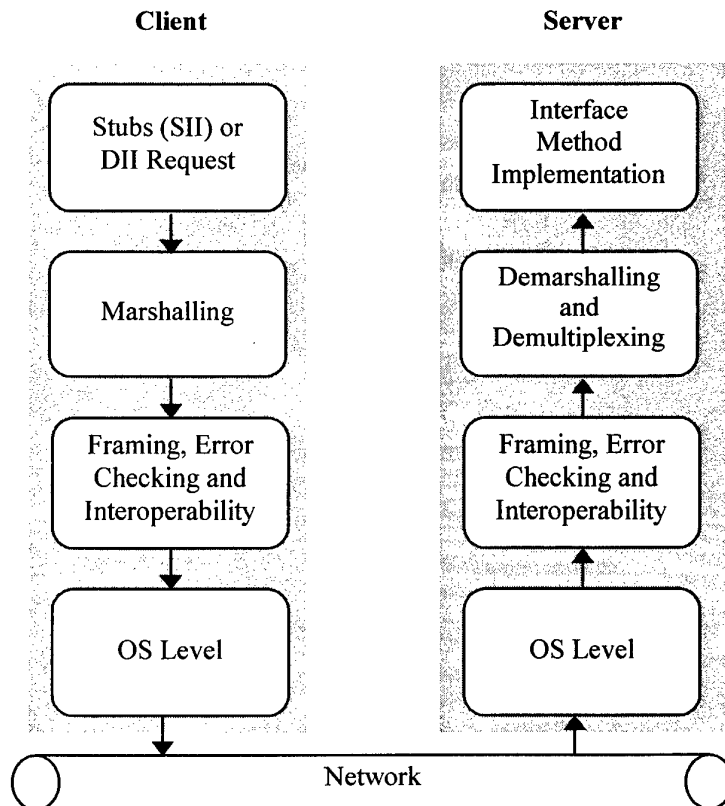 Client
Stubs (SII) or
DII Request
Marshalling
Framing, Error
Checking and
Interoperability
OS Level
Server
Interface
Method
Implementation
Demarshalling
and
Demultiplexing
Framing, Error
Checking and
Interoperability
OS Level
Network